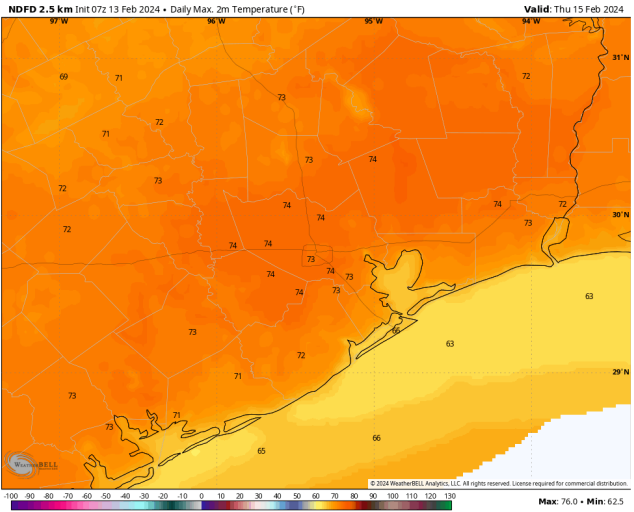 NDFD 2.5 km Init 07z 13 Feb 2024 • Daily Max. 2m Temperature (°F) Valid: Thu 15 Feb 2024
97°W 96°W 95°W 94°W
31°N
69 71 72
73
72
71
73 74
72 73
74 74 72
74 73
72
74 74
73
74 74 73
74 73
63
73 66
63
72
29°N
71
73
71
73
66
65
30°N
WeatherBELL
© 2024 WeatherBELL Analytics, LLC. All rights reserved. License required for commercial distribution.
-100 -90 -80 -70 -60 -50 -40 -30 -20 -10 0 10 20 30 40 50 60 70 80 90 100 110 120 130
Max: 76.0 • Min: 62.5